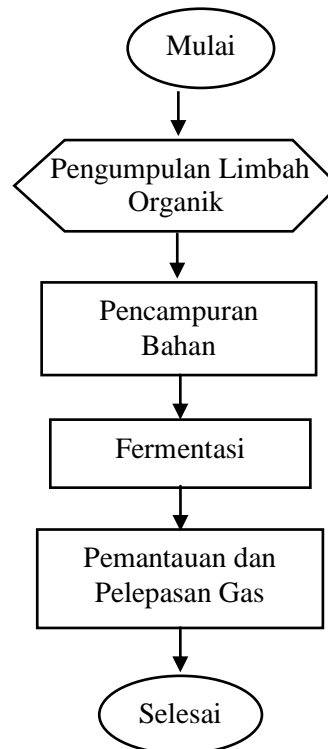 Mulai
Pengumpulan Limbah
Organik
Pencampuran
Bahan
Fermentasi
Pemantauan dan
Pelepasan Gas
Selesai